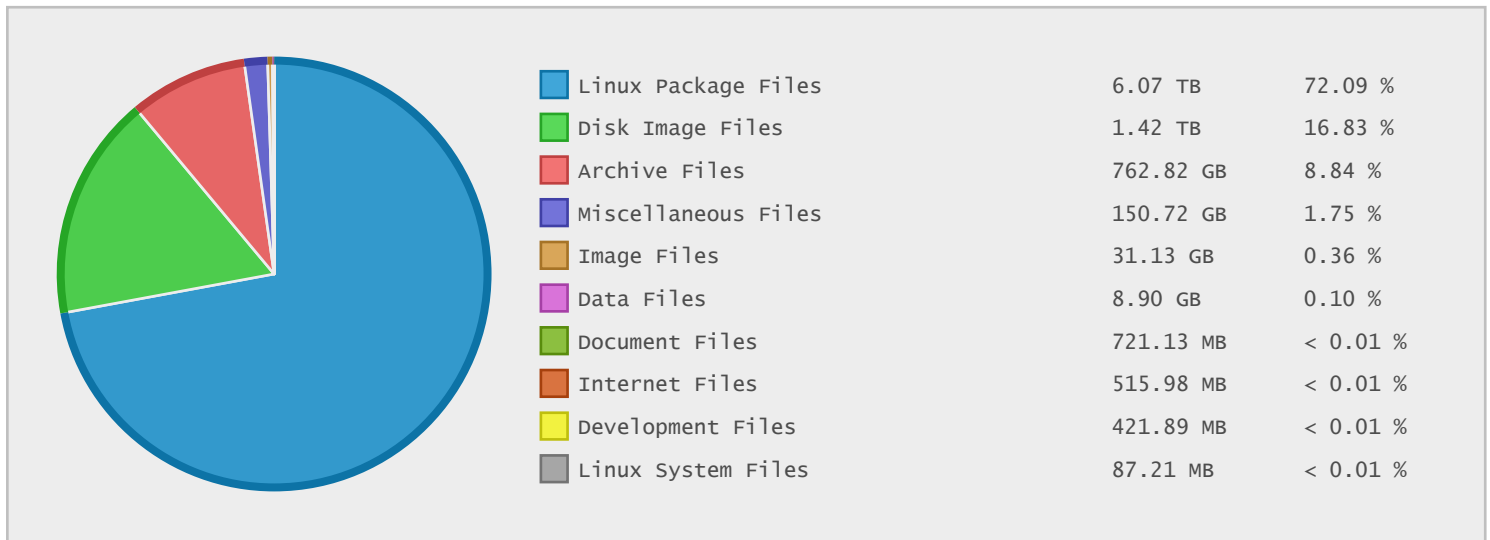 Linux Package Files 6.07 TB 72.09 %
Disk Image Files 1.42 TB 16.83 %
Archive Files 762.82 GB 8.84 %
Miscellaneous Files 150.72 GB 1.75 %
Image Files 31.13 GB 0.36 %
Data Files 8.90 GB 0.10 %
Document Files 721.13 MB < 0.01 %
Internet Files 515.98 MB < 0.01 %
Development Files 421.89 MB < 0.01 %
Linux System Files 87.21 MB < 0.01 %